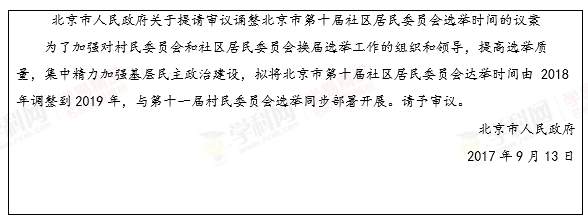 北京市人民政府关于提请审议调整北京市第十届社区居民委员会选举时间的议案
为了加强对村民委员会和社区居民委员会换届选举工作的组织和领导，提高选举质
量，集中精力加强基层民主政治建设，拟将北京市第十届社区居民委员会达举时间由 2018
年调整到2019 年，与第十一届村民委员会选举同步部署开展。请予审议。
北京市人民政府
2017 年 9 月 13 日